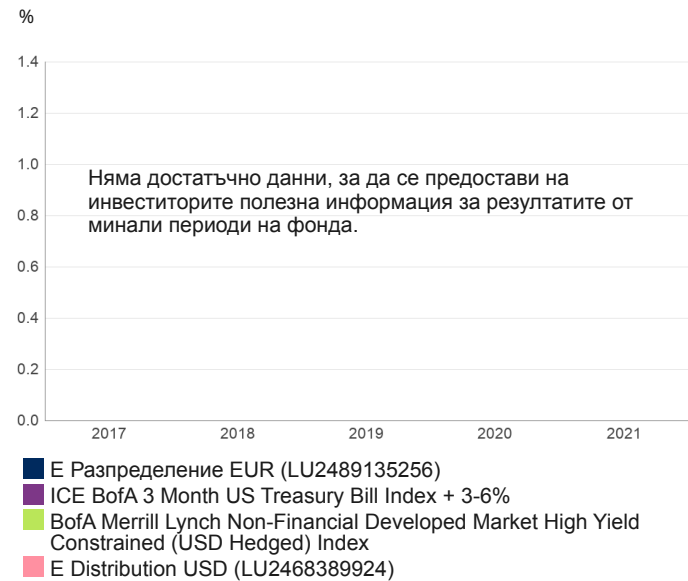 %
1.4
1.2
1.0
Няма достатъчно данни, за да се предостави на
инвеститорите полезна информация за резултатите от
минали периоди на фонда.
0.8
0.6
0.4
0.2
0.0
2017 2018 2019 2020 2021
Е Разпределение EUR (LU2489135256)
ICE BofA 3 Month US Treasury Bill Index + 3-6%
BofA Merrill Lynch Non-Financial Developed Market High Yield
Constrained (USD Hedged) Index
E Distribution USD (LU2468389924)